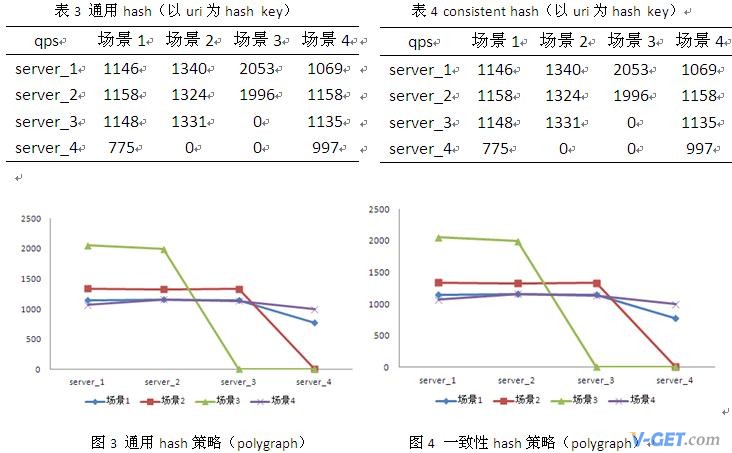 表 3 通用 hash（以 uri 为 hash key）
qps 场景 1 场景 2 场景 3 场景 4
server_1 1146 1340 2053 1069
server_2 1158 1324 1996 1158
server_3 1148 1331 0 1135
server_4 775 0 0 997
表 4 consistent hash（以 uri 为 hash key）
qps 场景 1 场景 2 场景 3 场景 4
server_1 1146 1340 2053 1069
server_2 1158 1324 1996 1158
server_3 1148 1331 0 1135
server_4 775 0 0 997
2500
2000
1500
1000
500
0
server_1 server_2 server_3 server_4
场景1 场景2 场景3 场景4
图 3 通用 hash 策略（polygraph）
2500
2000
1500
1000
500
0
server_1 server_2 server_3 server_4
场景1 场景2 场景3 场景4
图 4 一致性 hash 策略（polygraph）
V-GET.com